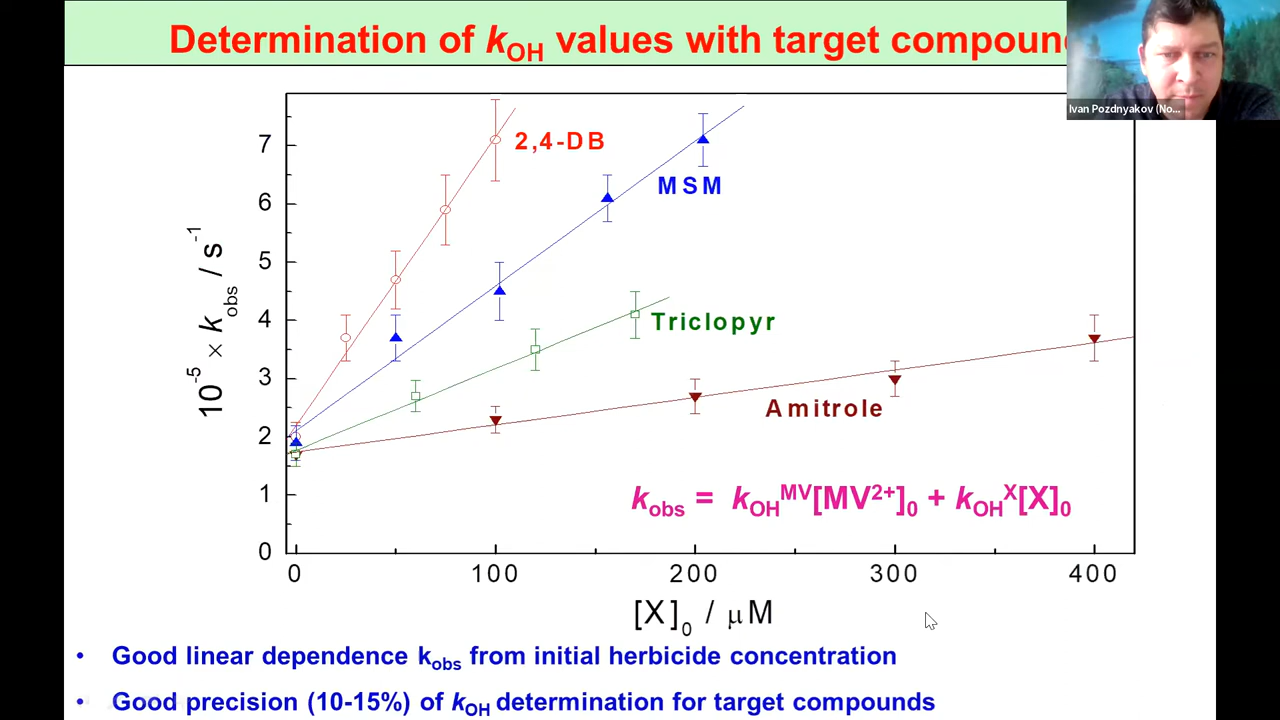 Determination of kOH values with target compoun
Ivan Pozdnyakov (No...
7
6
5
4
3
2
1
0
10⁻⁵ × kobs / s⁻¹
2,4-DB
MSM
Triclopyr
Amitrole
kobs = kOH^MV[MV²⁺]₀ + kOH^X[X]₀
0 100 200 300 400
[X]₀ / μM
• Good linear dependence kobs from initial herbicide concentration
• Good precision (10-15%) of kOH determination for target compounds